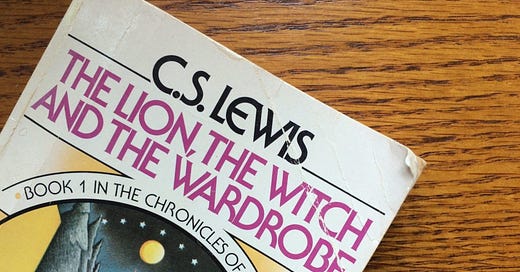 C.S. LEWIS
THE LION, THE WITCH
AND THE WARDROBE
• BOOK 1 IN THE CHRONICLES OF